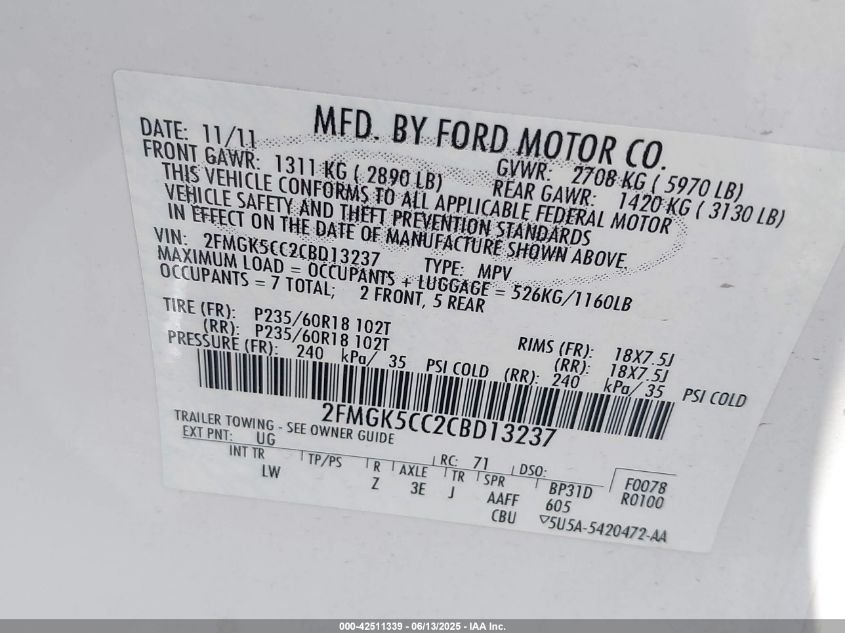 MFD. BY FORD MOTOR CO.
DATE: 11/11 GVWR: 2708 KG ( 5970 LB)
FRONT GAWR: 1311 KG ( 2890 LB) REAR GAWR: 1420 KG ( 3130 LB)
THIS VEHICLE CONFORMS TO ALL APPLICABLE FEDERAL MOTOR
VEHICLE SAFETY AND THEFT PREVENTION STANDARDS
IN EFFECT ON THE DATE OF MANUFACTURE SHOWN ABOVE.
VIN: 2FMGK5CC2CBD13237 TYPE: MPV
MAXIMUM LOAD = OCCUPANTS + LUGGAGE = 526KG/1160LB
OCCUPANTS = 7 TOTAL; 2 FRONT, 5 REAR
TIRE (FR): P235/60R18 102T RIMS (FR): 18X7.5J
(RR): P235/60R18 102T (RR): 18X7.5J
PRESSURE (FR): 240 kPa/ 35 PSI COLD (RR): 240 kPa/ 35 PSI COLD
2FMGK5CC2CBD13237
TRAILER TOWING - SEE OWNER GUIDE
EXT PNT: UG RC: 71 DSO: F0078
INT TR TP/PS R AXLE TR SPR BP31D R0100
LW Z 3E J AAFF 605
CBU ▽5U5A-5420472-AA
000-42511339 - 06/13/2025 - IAA Inc.